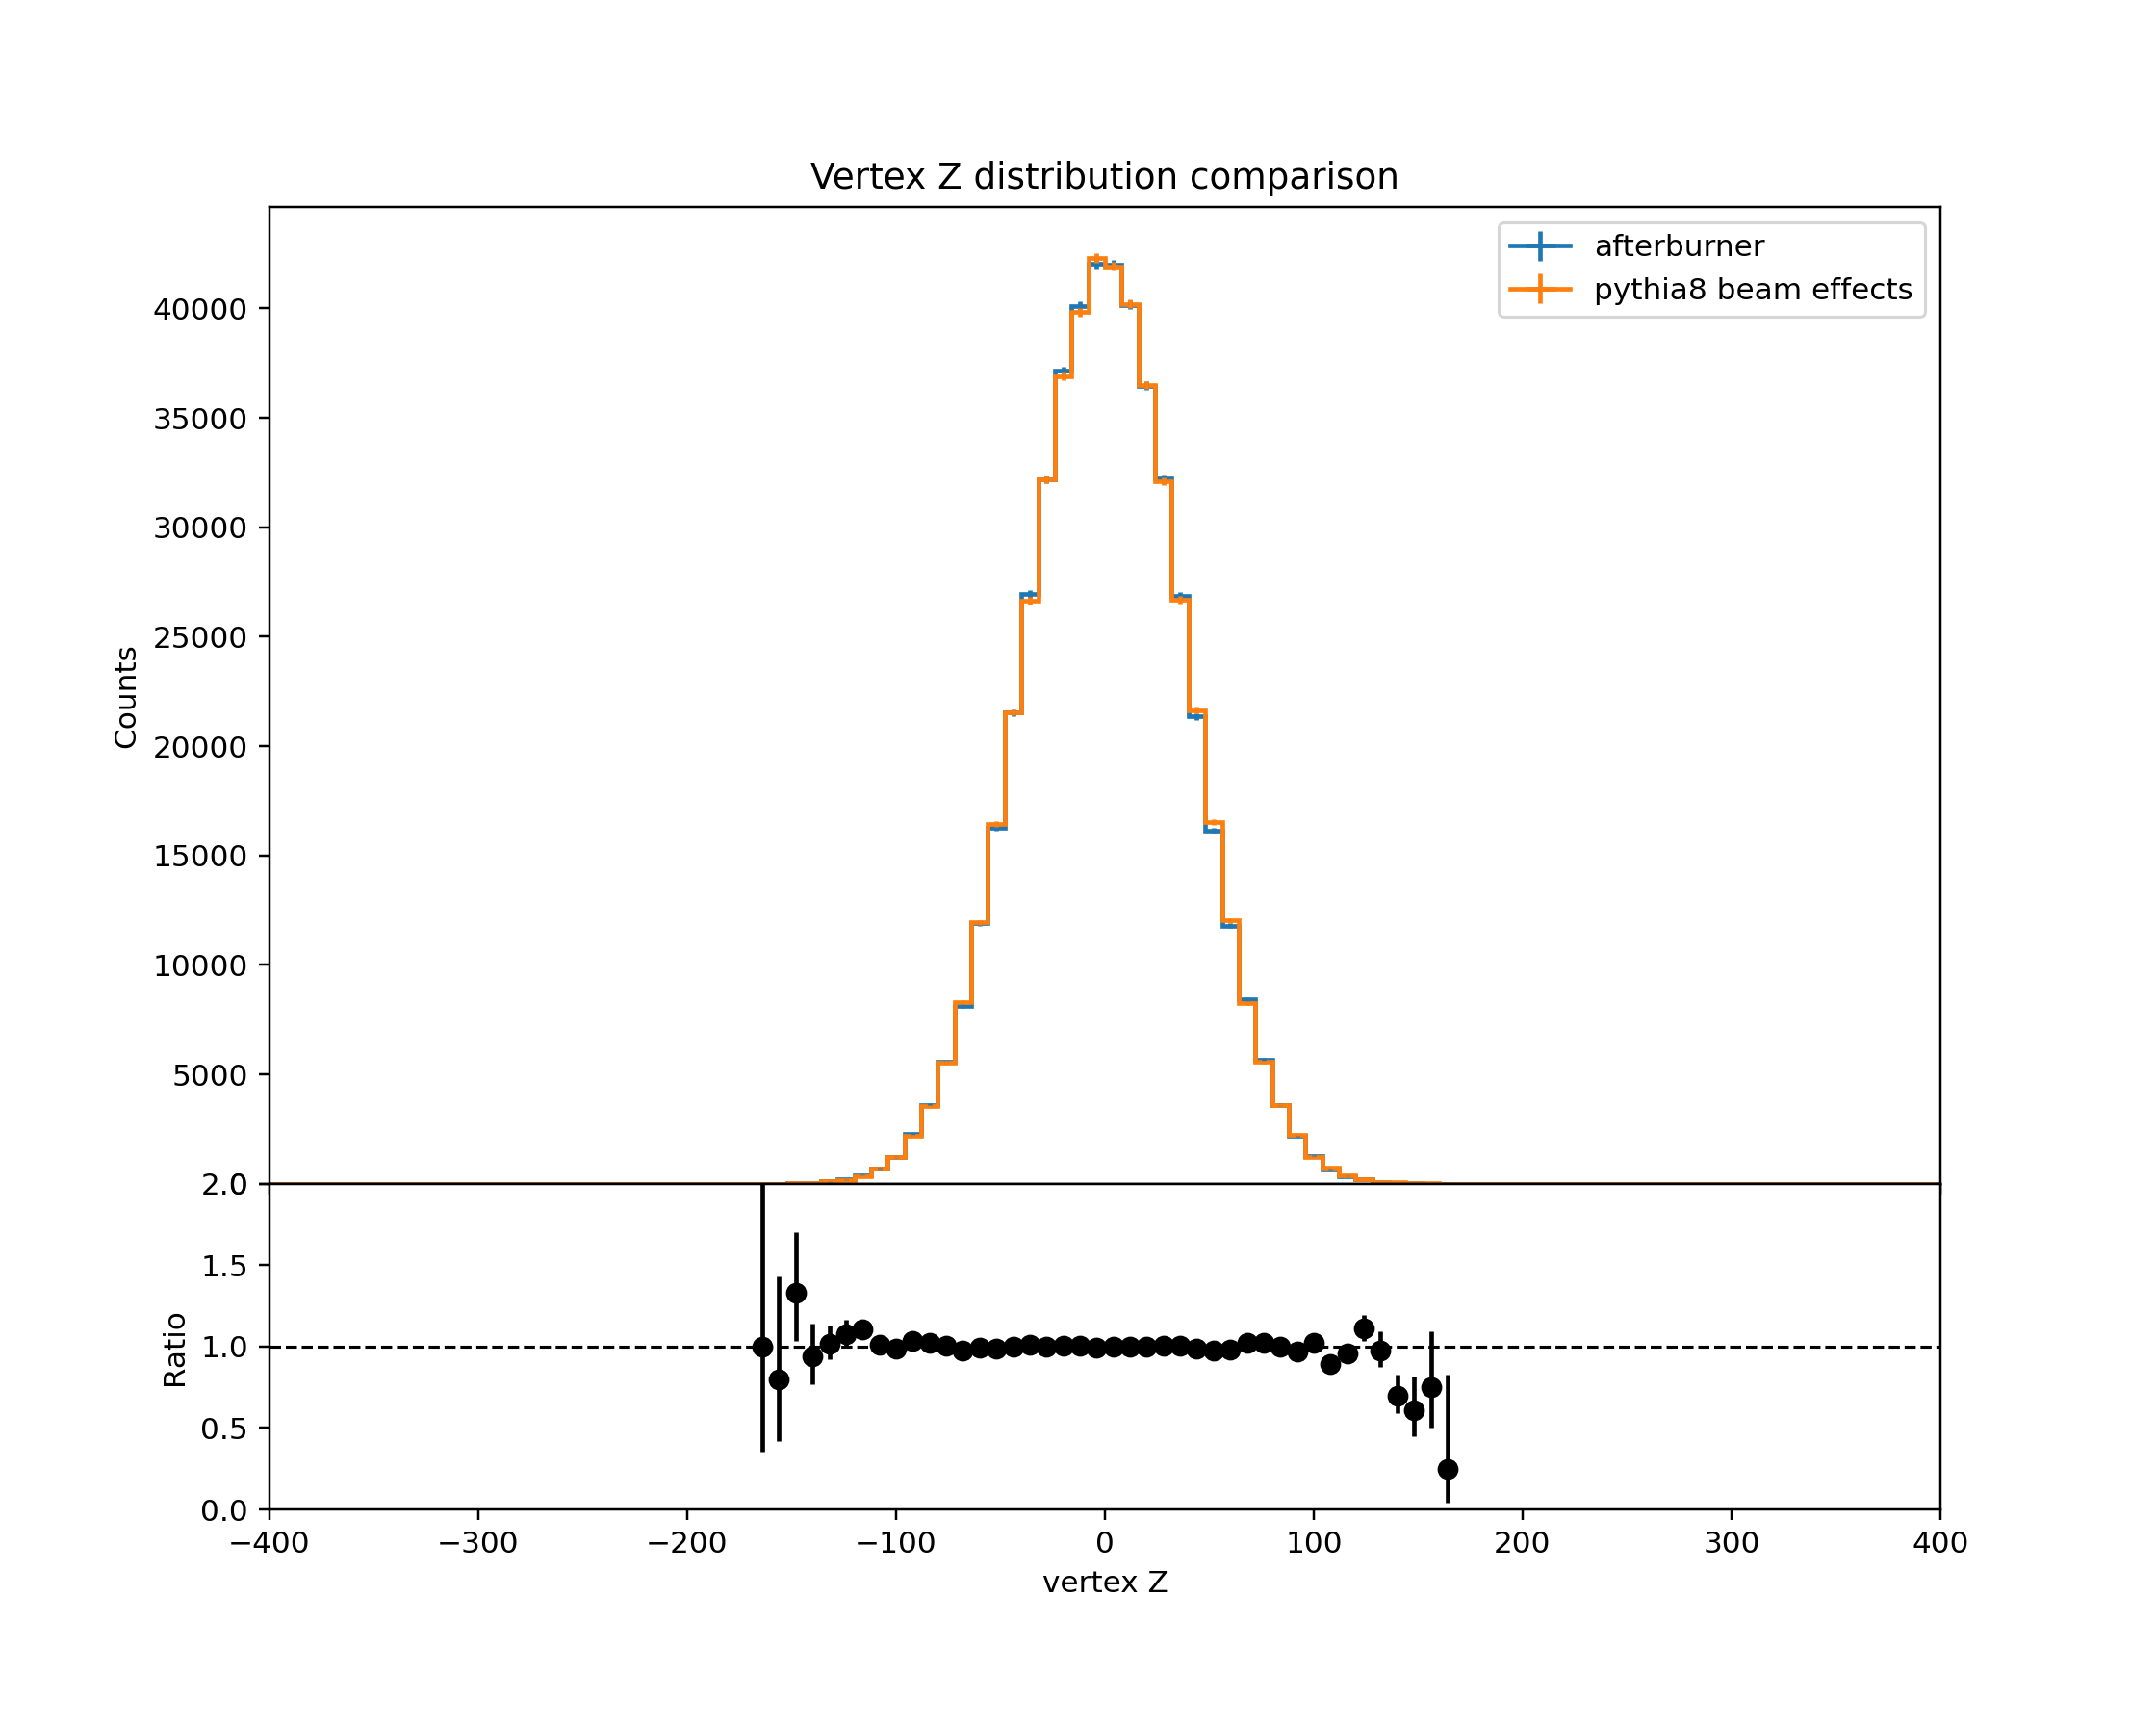 Vertex Z distribution comparison
afterburner
pythia8 beam effects
40000
35000
30000
25000
20000
15000
10000
5000
Counts
2.0
1.5
1.0
0.5
0.0
Ratio
−400 −300 −200 −100 0 100 200 300 400
vertex Z